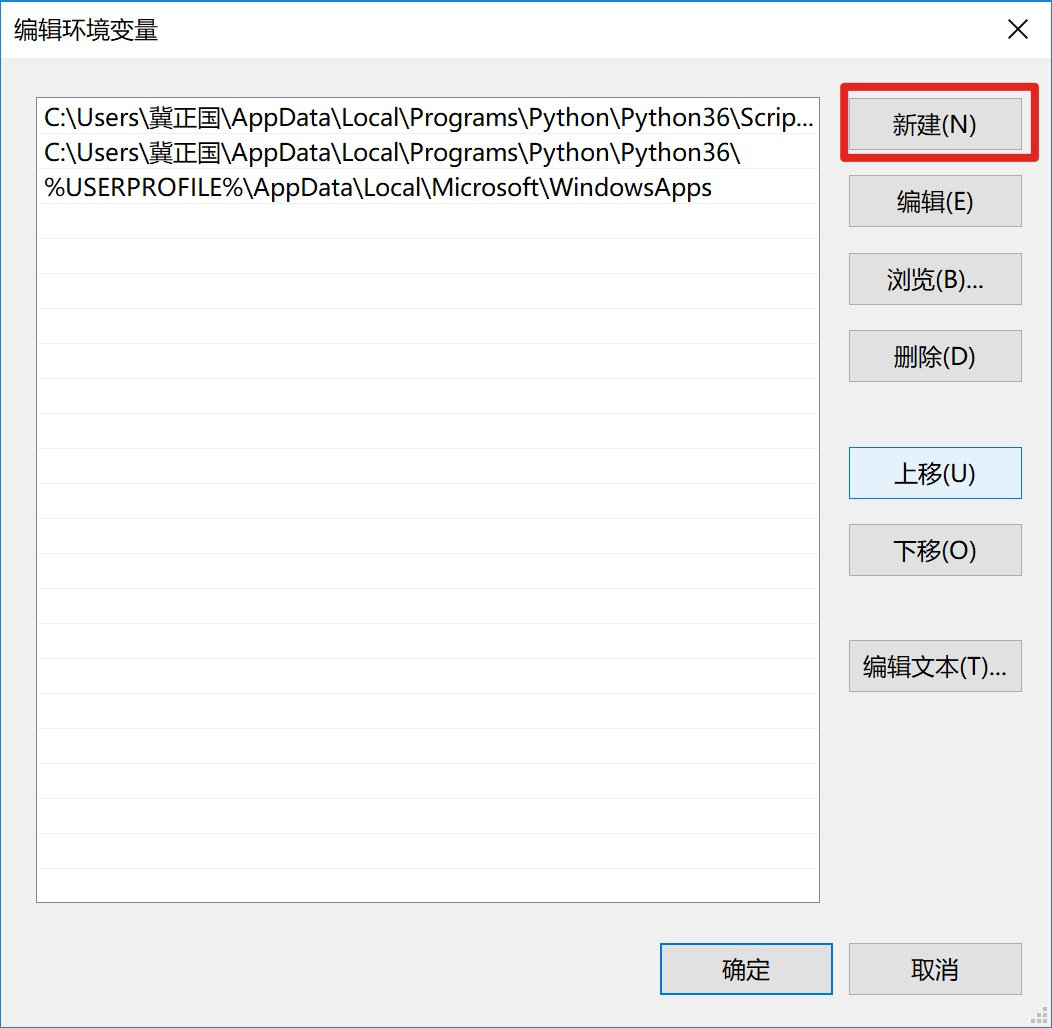 编辑环境变量
C:\Users\冀正国\AppData\Local\Programs\Python\Python36\Scrip...
C:\Users\冀正国\AppData\Local\Programs\Python\Python36\
%USERPROFILE%\AppData\Local\Microsoft\WindowsApps
新建(N)
编辑(E)
浏览(B)...
删除(D)
上移(U)
下移(O)
编辑文本(T)...
确定
取消